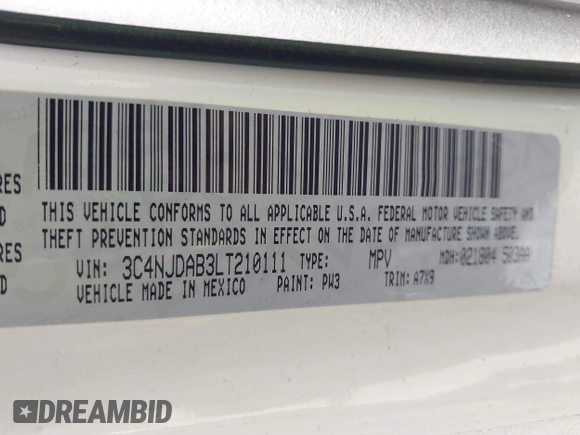 RES
D
RES
D
THIS VEHICLE CONFORMS TO ALL APPLICABLE U.S.A. FEDERAL MOTOR VEHICLE SAFETY AND
THEFT PREVENTION STANDARDS IN EFFECT ON THE DATE OF MANUFACTURE SHOWN ABOVE.
VIN: 3C4NJDAB3LT210111 TYPE: MPV MDH: 021804 503AA
VEHICLE MADE IN MEXICO PAINT: PW3 TRIM: A7X9
DREAMBID